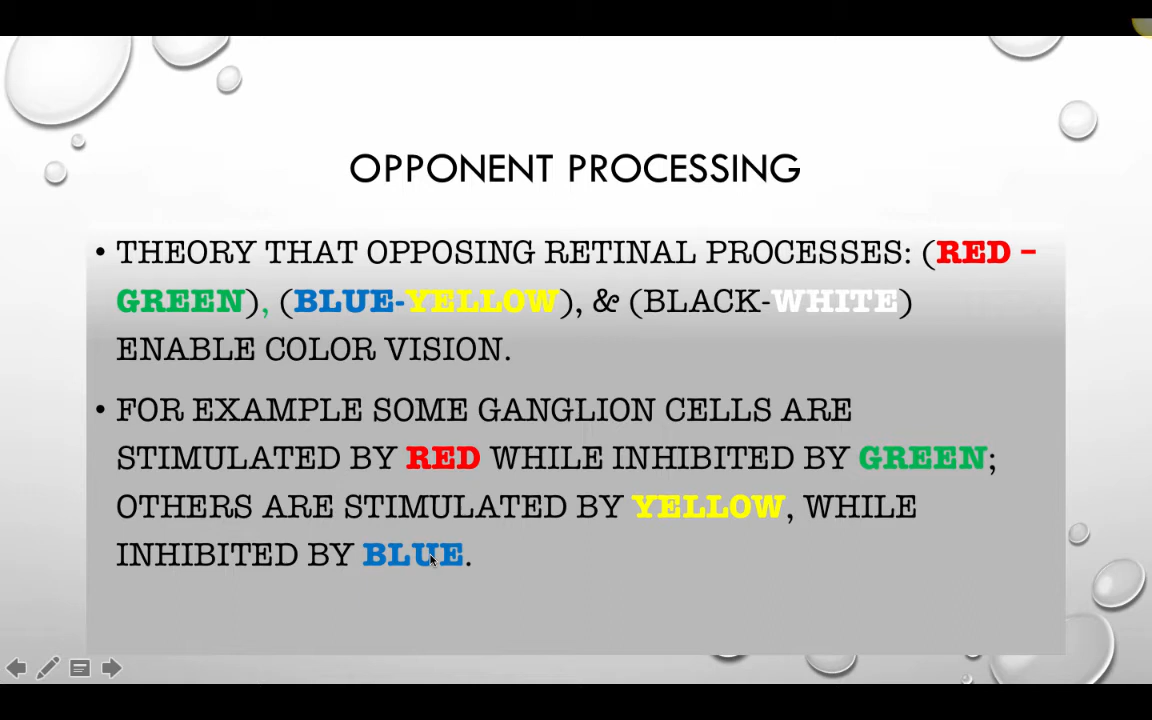 OPPONENT PROCESSING
• THEORY THAT OPPOSING RETINAL PROCESSES: (RED –
GREEN), (BLUE-YELLOW), & (BLACK-WHITE)
ENABLE COLOR VISION.
• FOR EXAMPLE SOME GANGLION CELLS ARE
STIMULATED BY RED WHILE INHIBITED BY GREEN;
OTHERS ARE STIMULATED BY YELLOW, WHILE
INHIBITED BY BLUE.